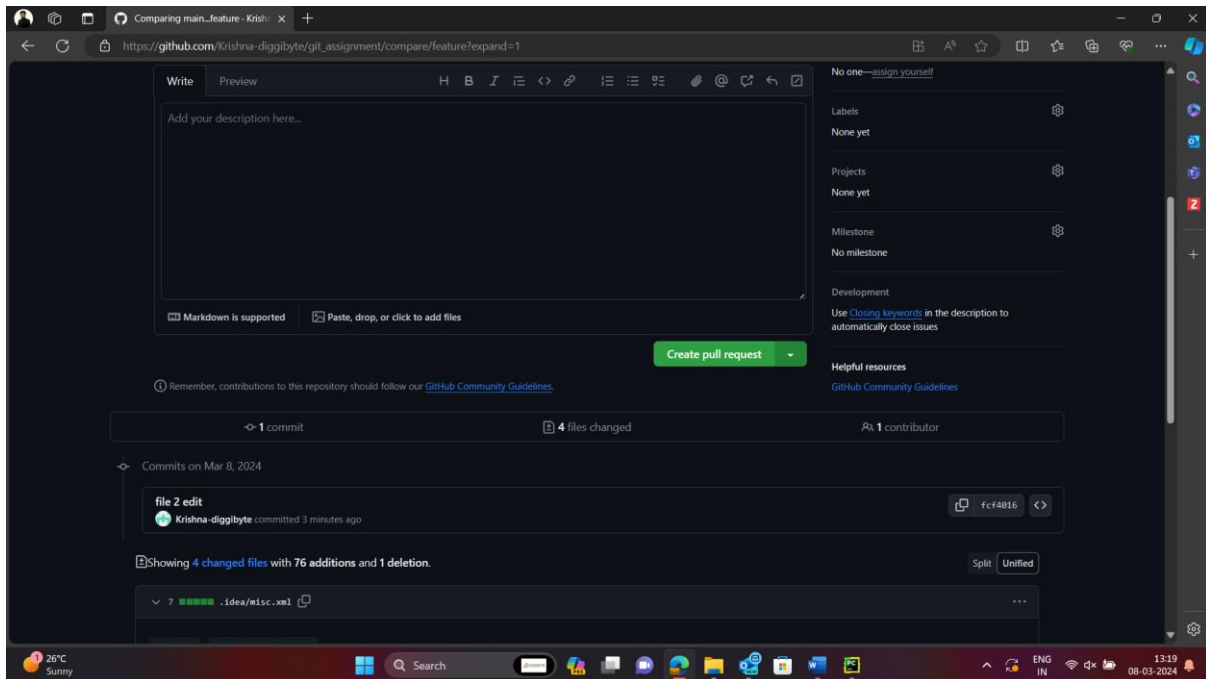 Comparing main...feature · Krish
https://github.com/Krishna-diggibyte/git_assignment/compare/feature?expand=1
Write Preview
Add your description here...
Markdown is supported Paste, drop, or click to add files
Create pull request
Remember, contributions to this repository should follow our GitHub Community Guidelines.
No one—assign yourself
Labels
None yet
Projects
None yet
Milestone
No milestone
Development
Use Closing keywords in the description to
automatically close issues
Helpful resources
GitHub Community Guidelines
1 commit 4 files changed 1 contributor
Commits on Mar 8, 2024
file 2 edit
Krishna-diggibyte committed 3 minutes ago
fcf4016
Showing 4 changed files with 76 additions and 1 deletion.
Split Unified
7 .idea/misc.xml
1 26°C
Sunny
Search
ENG
IN
13:19
08-03-2024